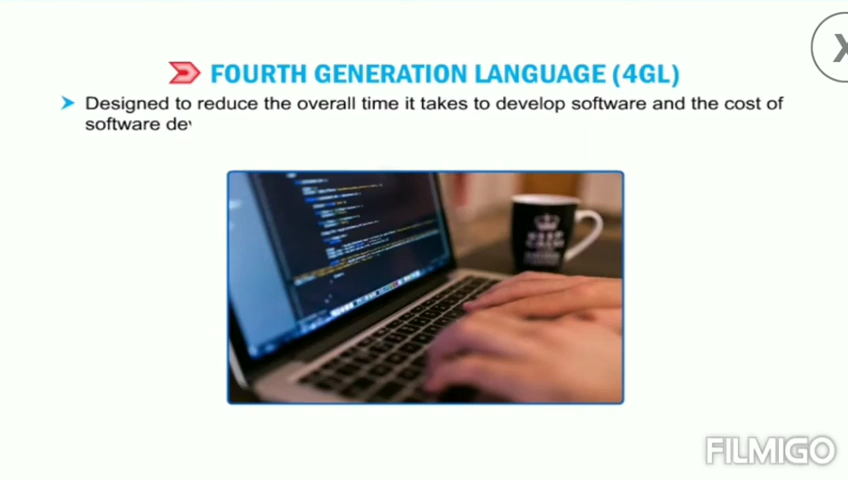 FOURTH GENERATION LANGUAGE (4GL)
Designed to reduce the overall time it takes to develop software and the cost of
software dev
X
FILMIGO